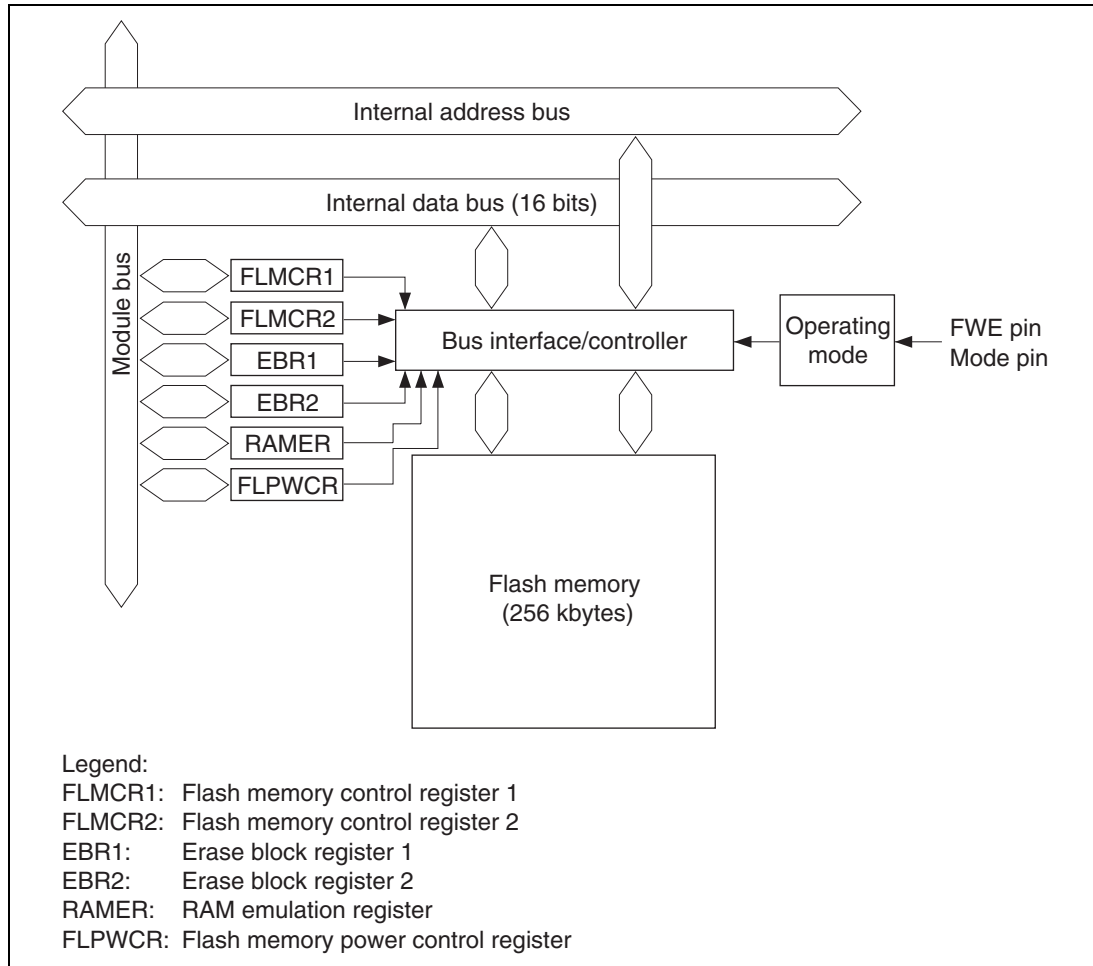 Internal address bus
Internal data bus (16 bits)
Module bus
FLMCR1
FLMCR2
EBR1
EBR2
RAMER
FLPWCR
Bus interface/controller
Operating
mode
FWE pin
Mode pin
Flash memory
(256 kbytes)
Legend:
FLMCR1: Flash memory control register 1
FLMCR2: Flash memory control register 2
EBR1: Erase block register 1
EBR2: Erase block register 2
RAMER: RAM emulation register
FLPWCR: Flash memory power control register